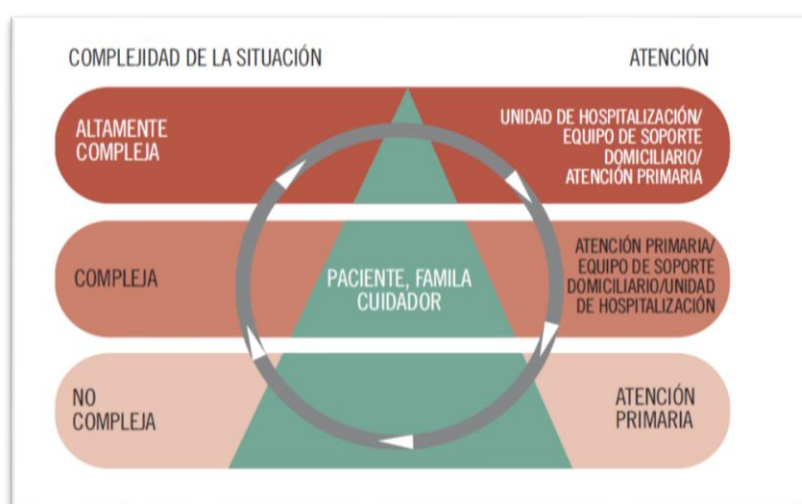 COMPLEJIDAD DE LA SITUACIÓN
ATENCIÓN
ALTAMENTE
COMPLEJA
UNIDAD DE HOSPITALIZACIÓN/
EQUIPO DE SOPORTE
DOMICILIARIO/
ATENCIÓN PRIMARIA
COMPLEJA
PACIENTE, FAMILA
CUIDADOR
ATENCIÓN PRIMARIA/
EQUIPO DE SOPORTE
DOMICILIARIO/UNIDAD
DE HOSPITALIZACIÓN
NO
COMPLEJA
ATENCIÓN
PRIMARIA